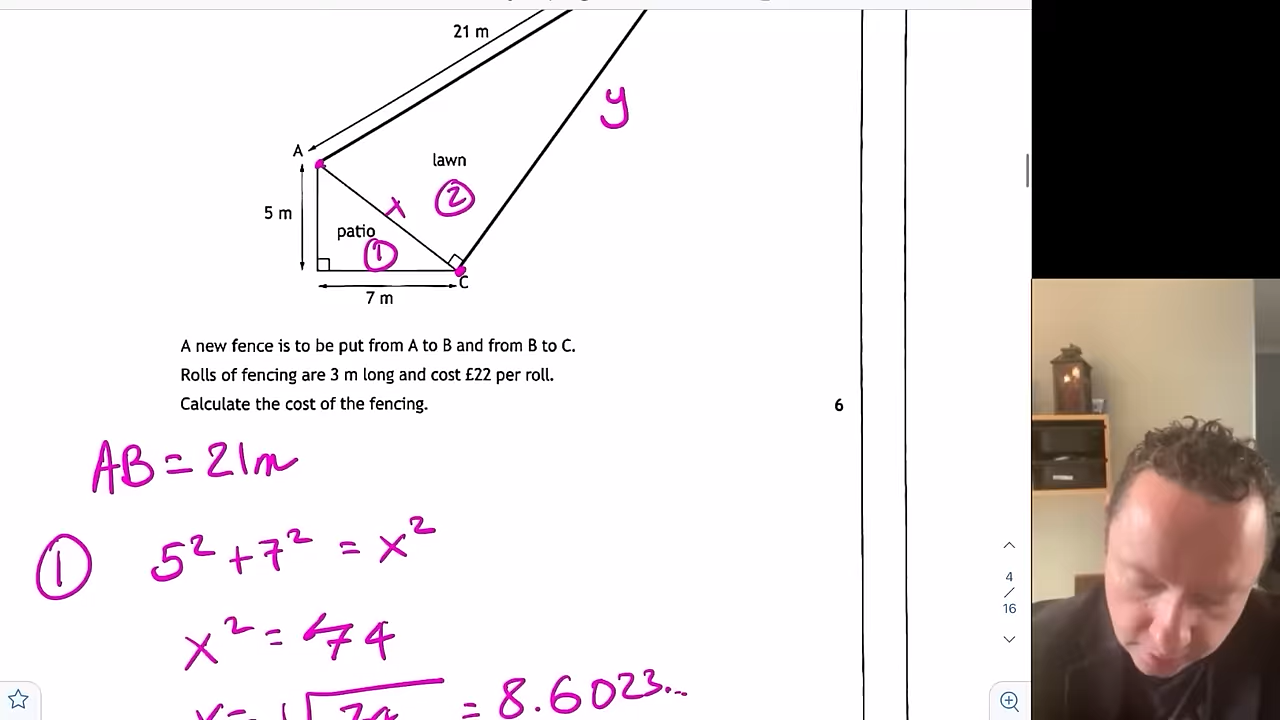 21 m
y
A
lawn
②
x
5 m
patio
①
C
7 m
A new fence is to be put from A to B and from B to C.
Rolls of fencing are 3 m long and cost £22 per roll.
Calculate the cost of the fencing.
6
AB = 21m
① 5² + 7² = x²
x² = 74
= 8.6023...
4
/
16